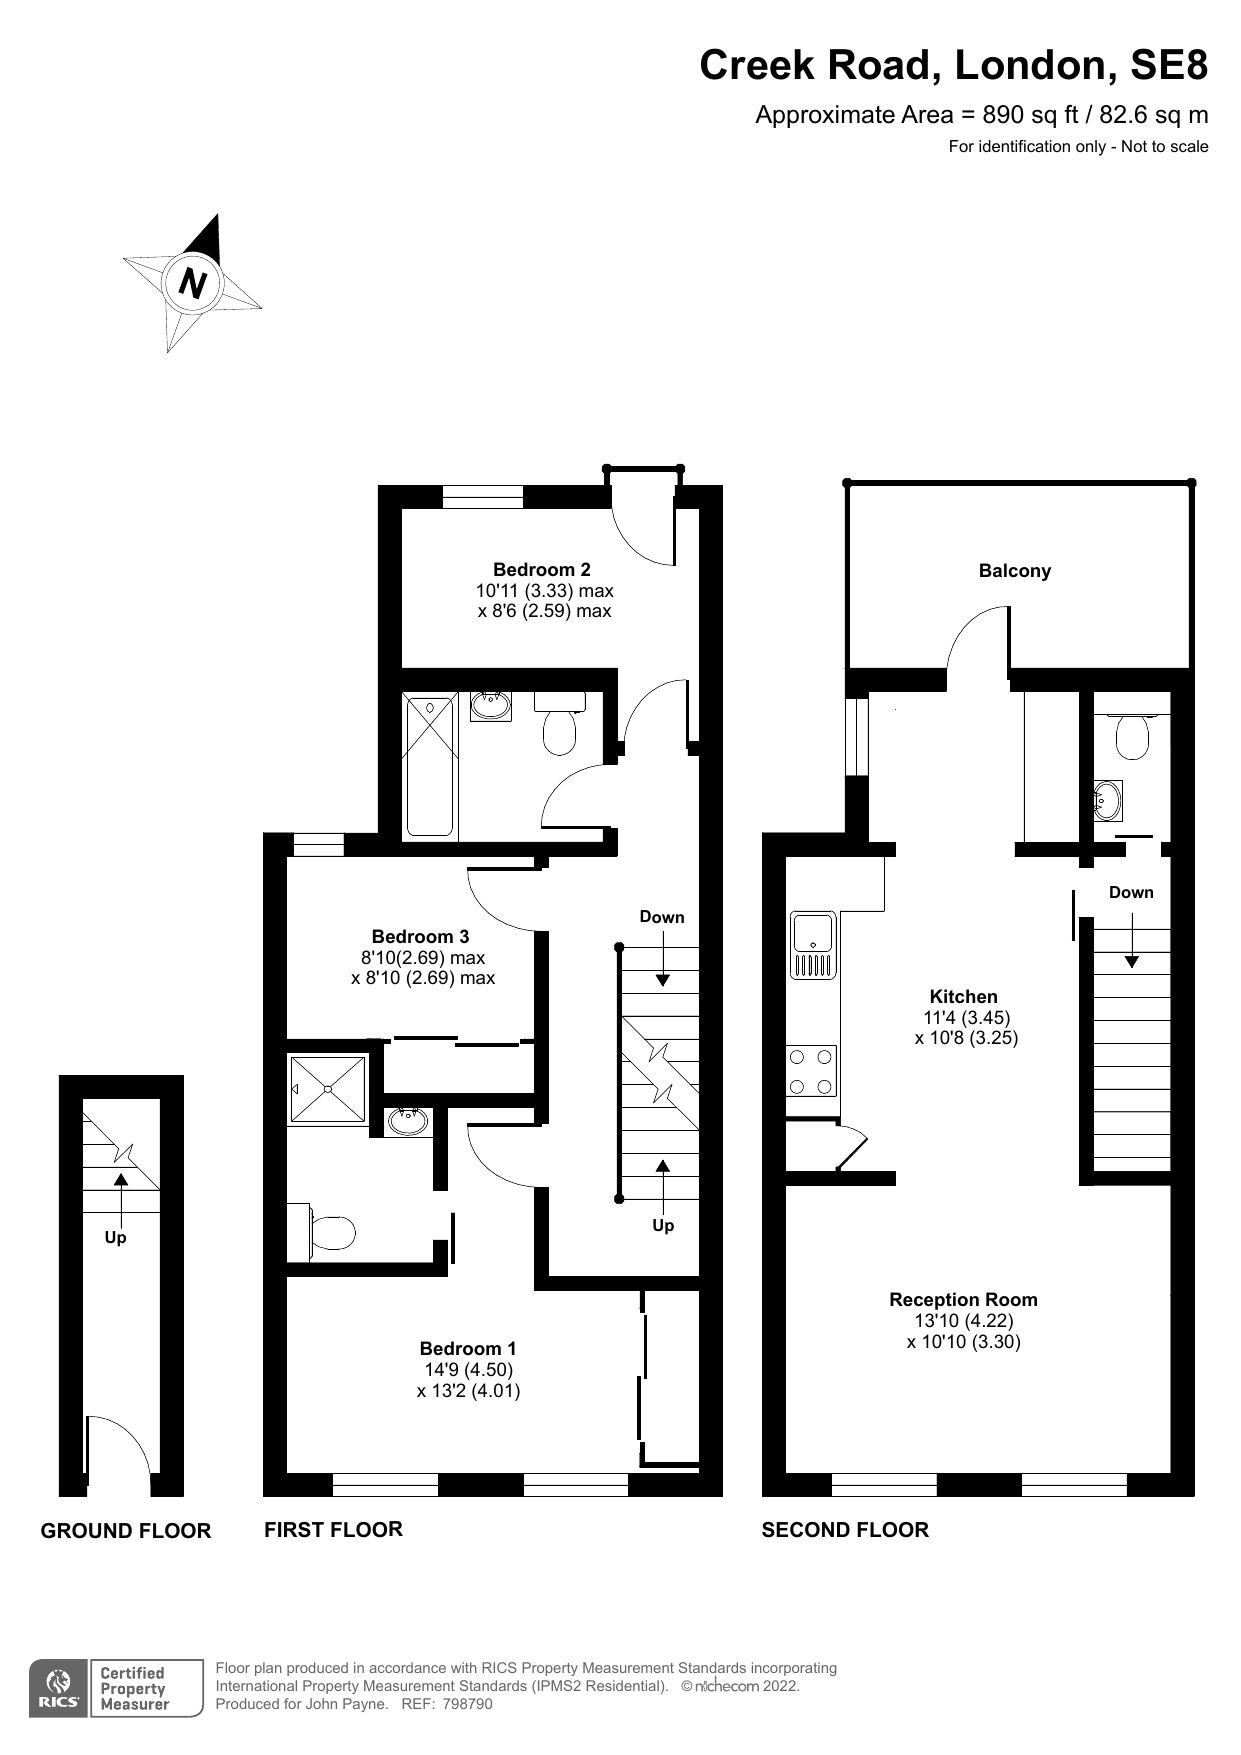 Creek Road, London, SE8
Approximate Area = 890 sq ft / 82.6 sq m
For identification only - Not to scale
N
Bedroom 2
10'11 (3.33) max
x 8'6 (2.59) max
Balcony
Down
Down
Bedroom 3
8'10(2.69) max
x 8'10 (2.69) max
Kitchen
11'4 (3.45)
x 10'8 (3.25)
Up
Up
Reception Room
13'10 (4.22)
x 10'10 (3.30)
Bedroom 1
14'9 (4.50)
x 13'2 (4.01)
GROUND FLOOR
FIRST FLOOR
SECOND FLOOR
RICS
Certified
Property
Measurer
Floor plan produced in accordance with RICS Property Measurement Standards incorporating
International Property Measurement Standards (IPMS2 Residential). © nichecom 2022.
Produced for John Payne. REF: 798790